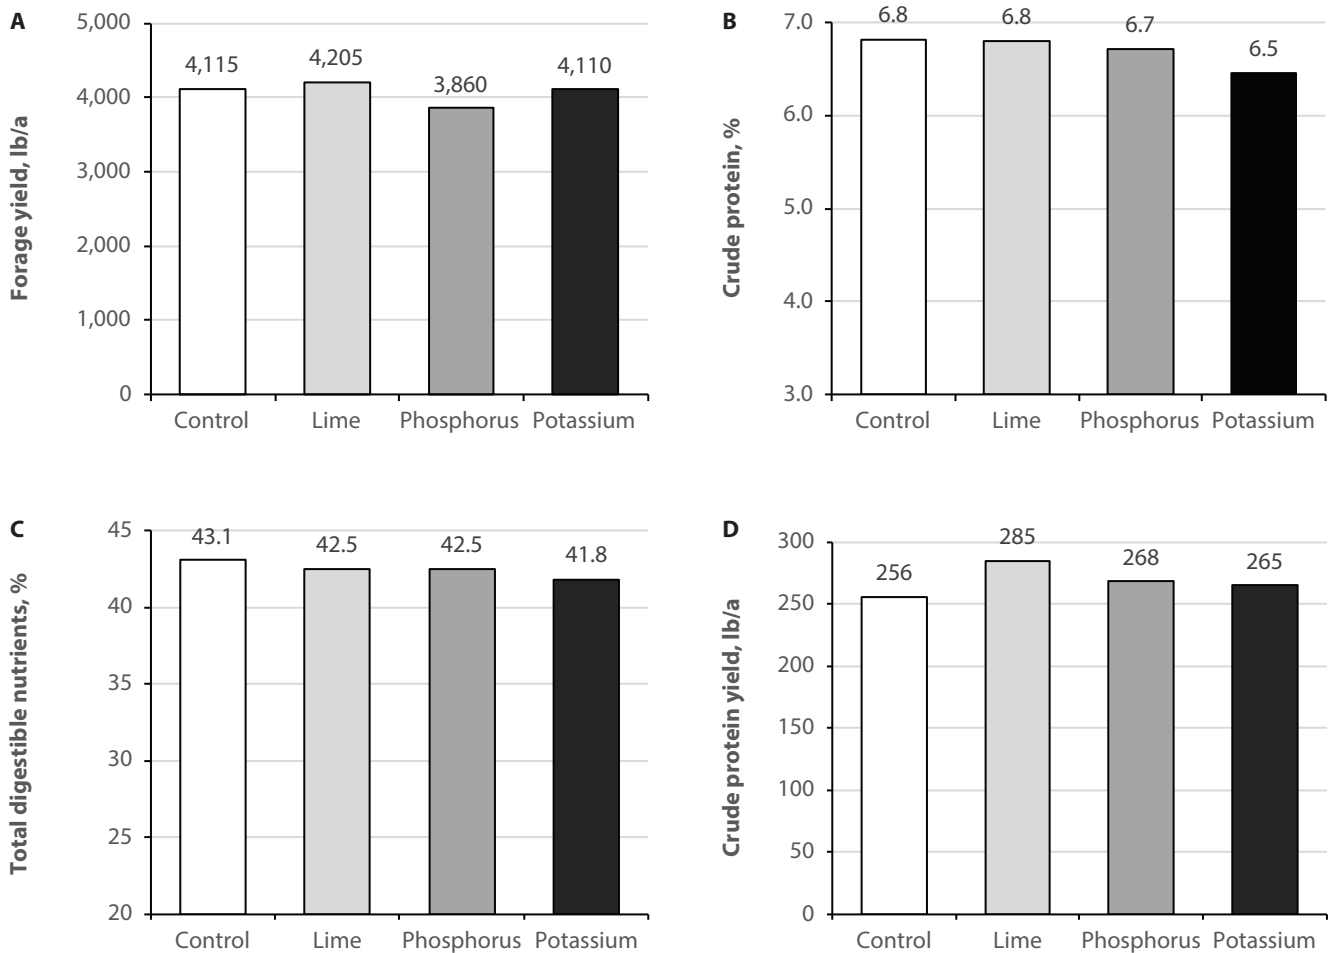 A
Forage yield, lb/a
5,000
4,000
3,000
2,000
1,000
0
4,115
4,205
3,860
4,110
Control
Lime
Phosphorus
Potassium
B
Crude protein, %
7.0
6.0
5.0
4.0
3.0
6.8
6.8
6.7
6.5
Control
Lime
Phosphorus
Potassium
C
Total digestible nutrients, %
45
40
35
30
25
20
43.1
42.5
42.5
41.8
Control
Lime
Phosphorus
Potassium
D
Crude protein yield, lb/a
300
250
200
150
100
50
0
256
285
268
265
Control
Lime
Phosphorus
Potassium